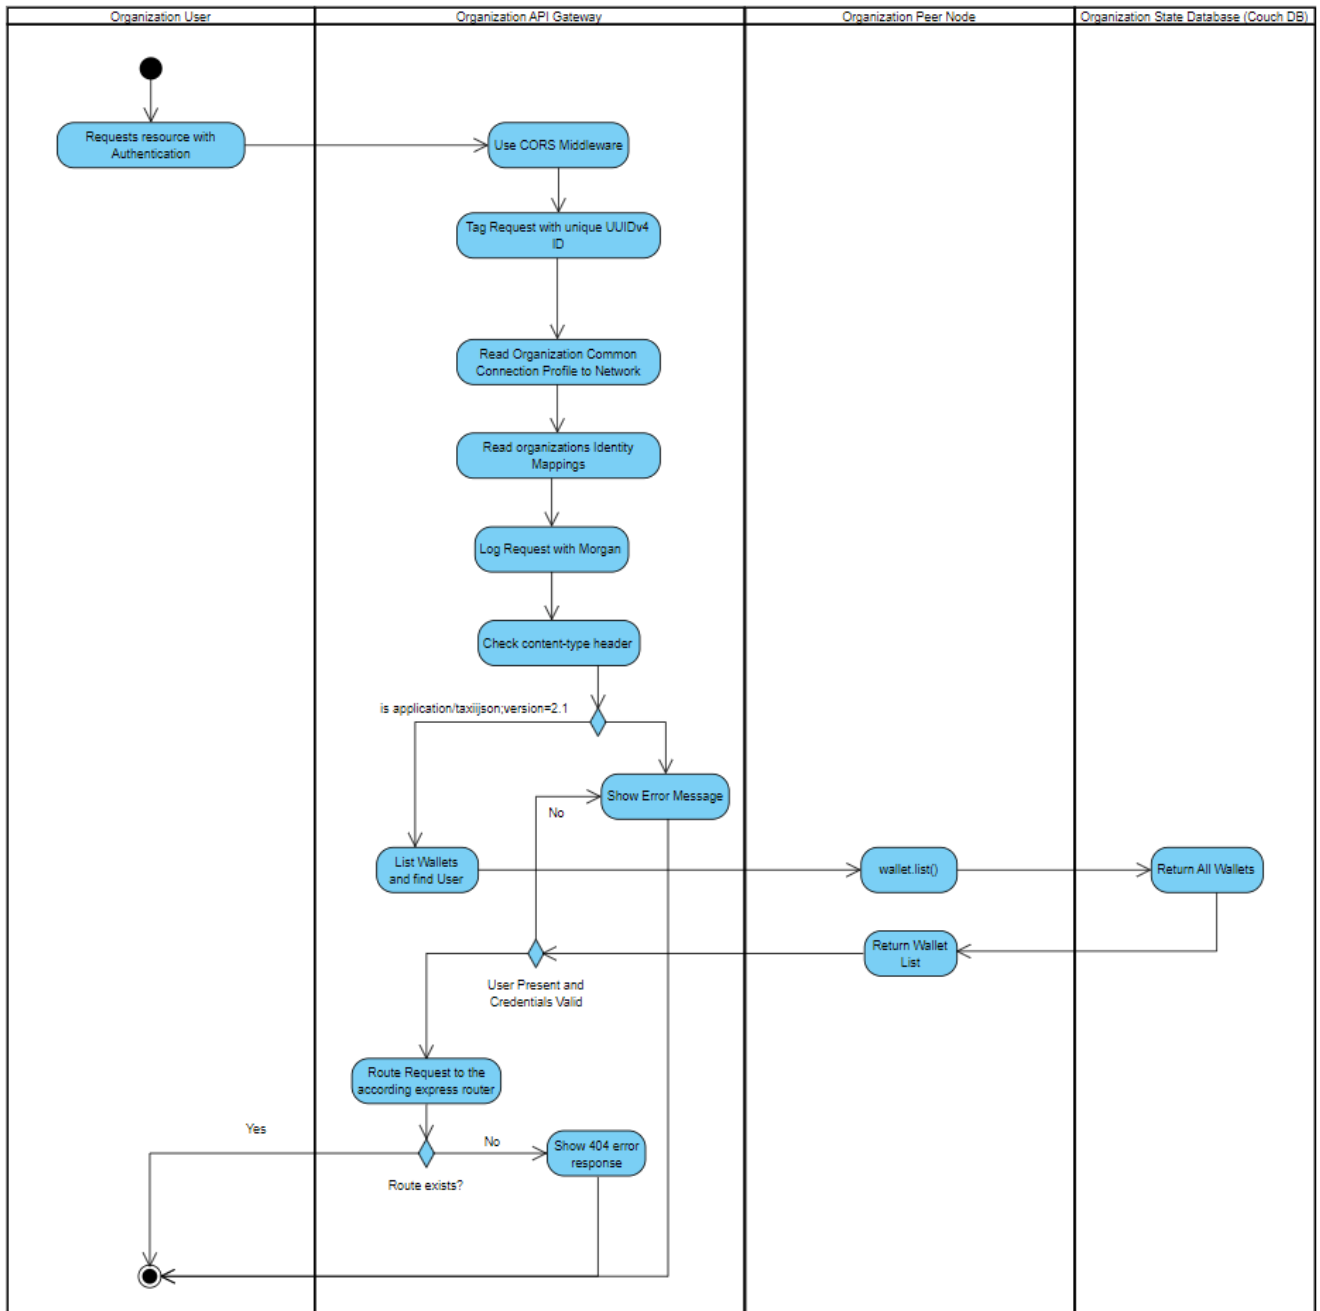 Organization User
Organization API Gateway
Organization Peer Node
Organization State Database (Couch DB)
Requests resource with
Authentication
Use CORS Middleware
Tag Request with unique UUIDv4
ID
Read Organization Common
Connection Profile to Network
Read organizations Identity
Mappings
Log Request with Morgan
Check content-type header
is application/taxiijson;version=2.1
Show Error Message
No
List Wallets
and find User
wallet.list()
Return All Wallets
Return Wallet
List
User Present and
Credentials Valid
Route Request to the
according express router
Yes
No
Show 404 error
response
Route exists?